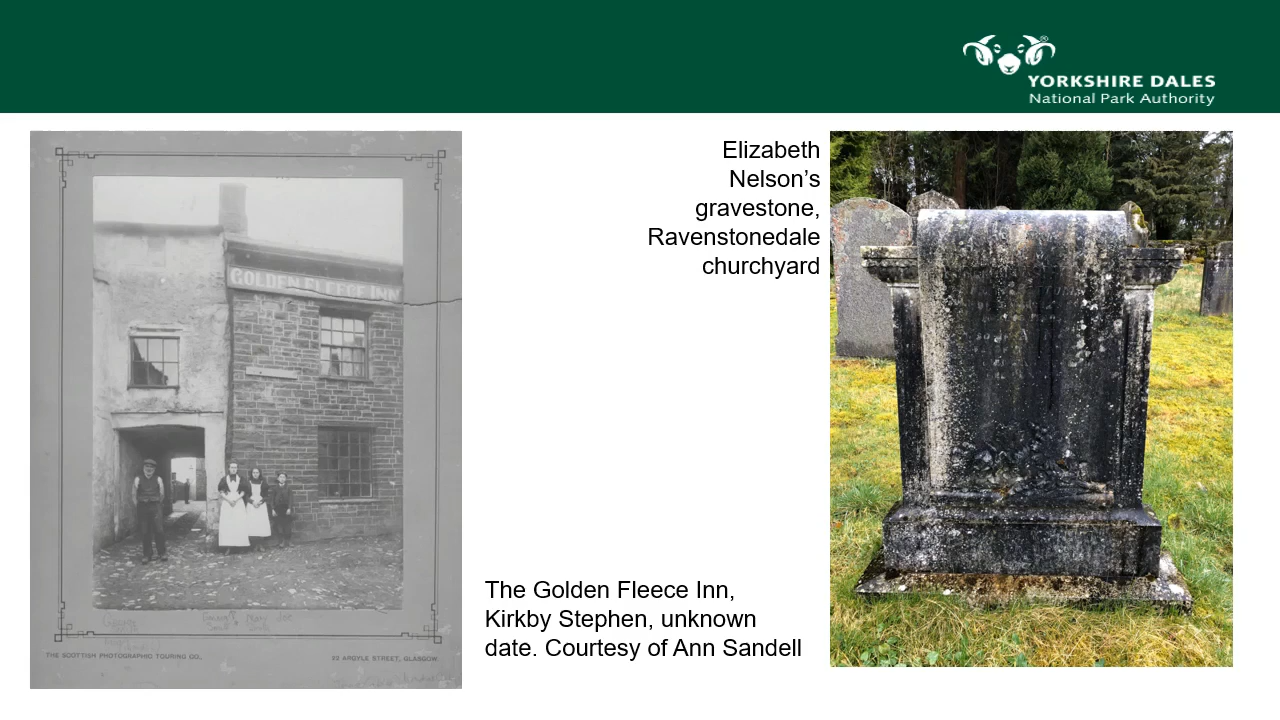 YORKSHIRE DALES
National Park Authority
Elizabeth
Nelson's
gravestone,
Ravenstonedale
churchyard
GOLDEN FLEECE INN
The Golden Fleece Inn,
Kirkby Stephen, unknown
date. Courtesy of Ann Sandell
THE SCOTTISH PHOTOGRAPHIC TOURING CO., 22 ARGYLE STREET, GLASGOW.